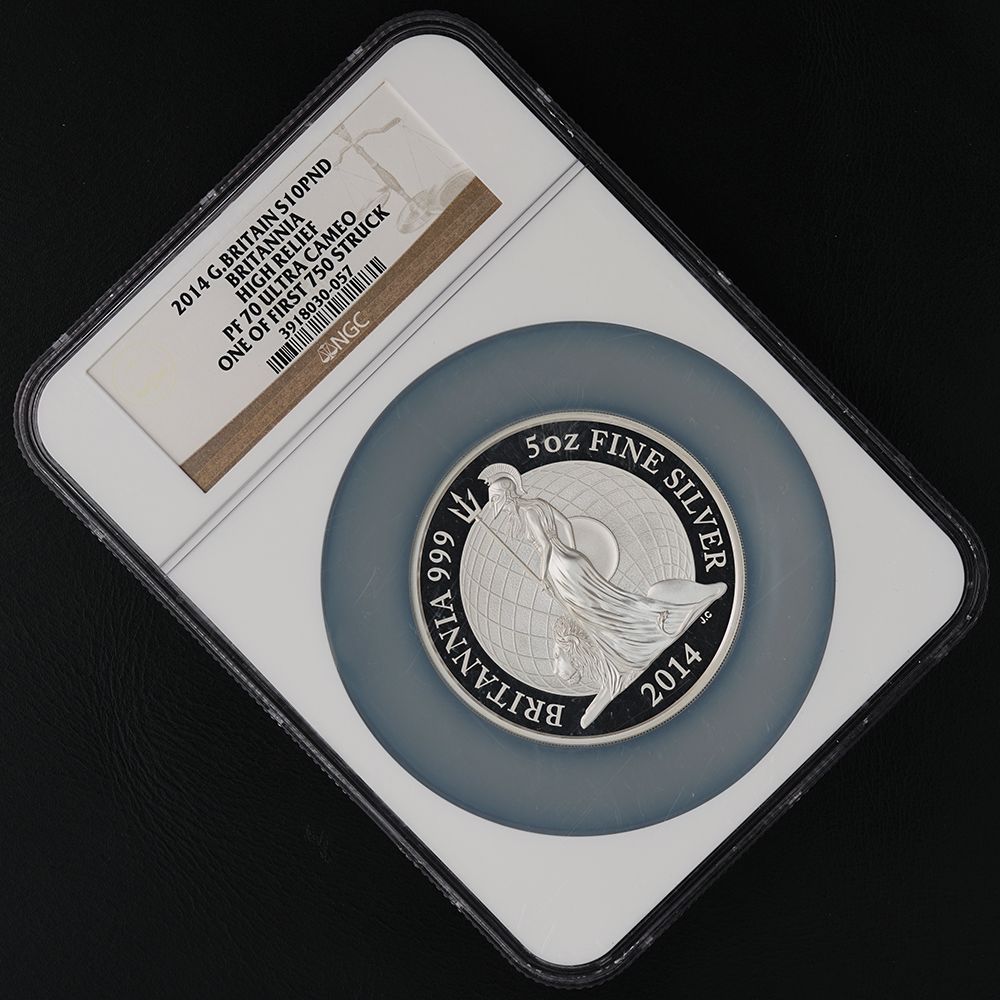 2014 G.BRITAIN S10PND
BRITANNIA
HIGH RELIEF
PF 70 ULTRA CAMEO
ONE OF FIRST 750 STRUCK
3918030-057
NGC
BRITANNIA 999 5oz FINE SILVER
2014
J.C